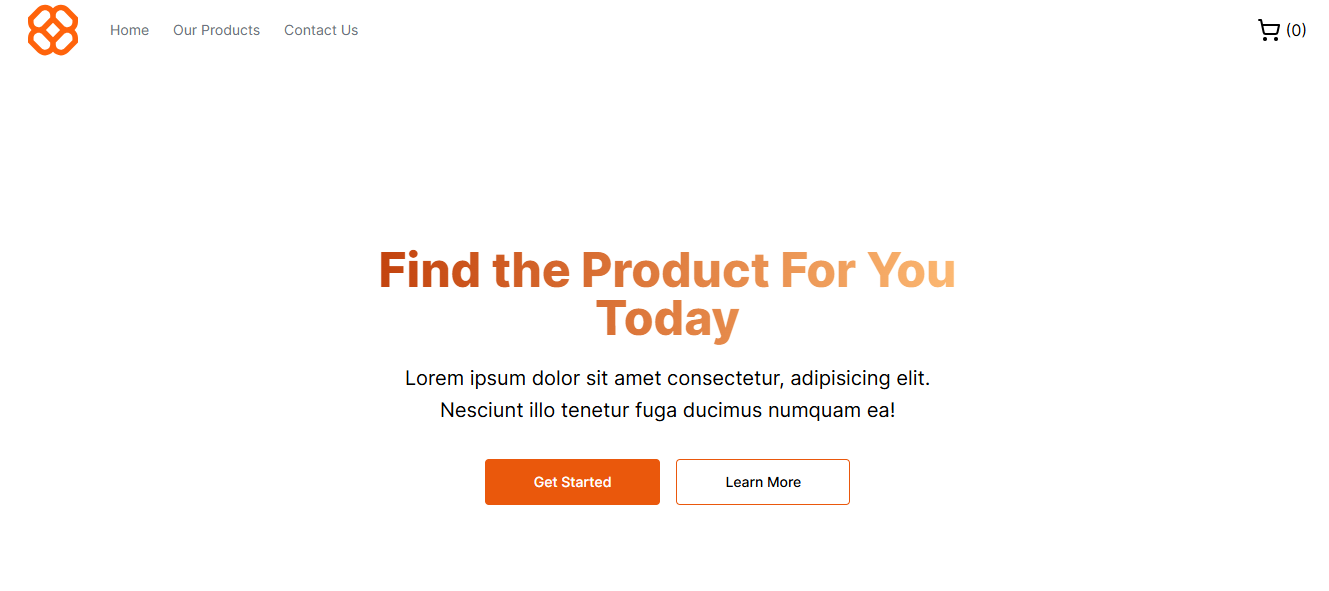 Home Our Products Contact Us (0)
Find the Product For You
Today
Lorem ipsum dolor sit amet consectetur, adipisicing elit.
Nesciunt illo tenetur fuga ducimus numquam ea!
Get Started Learn More